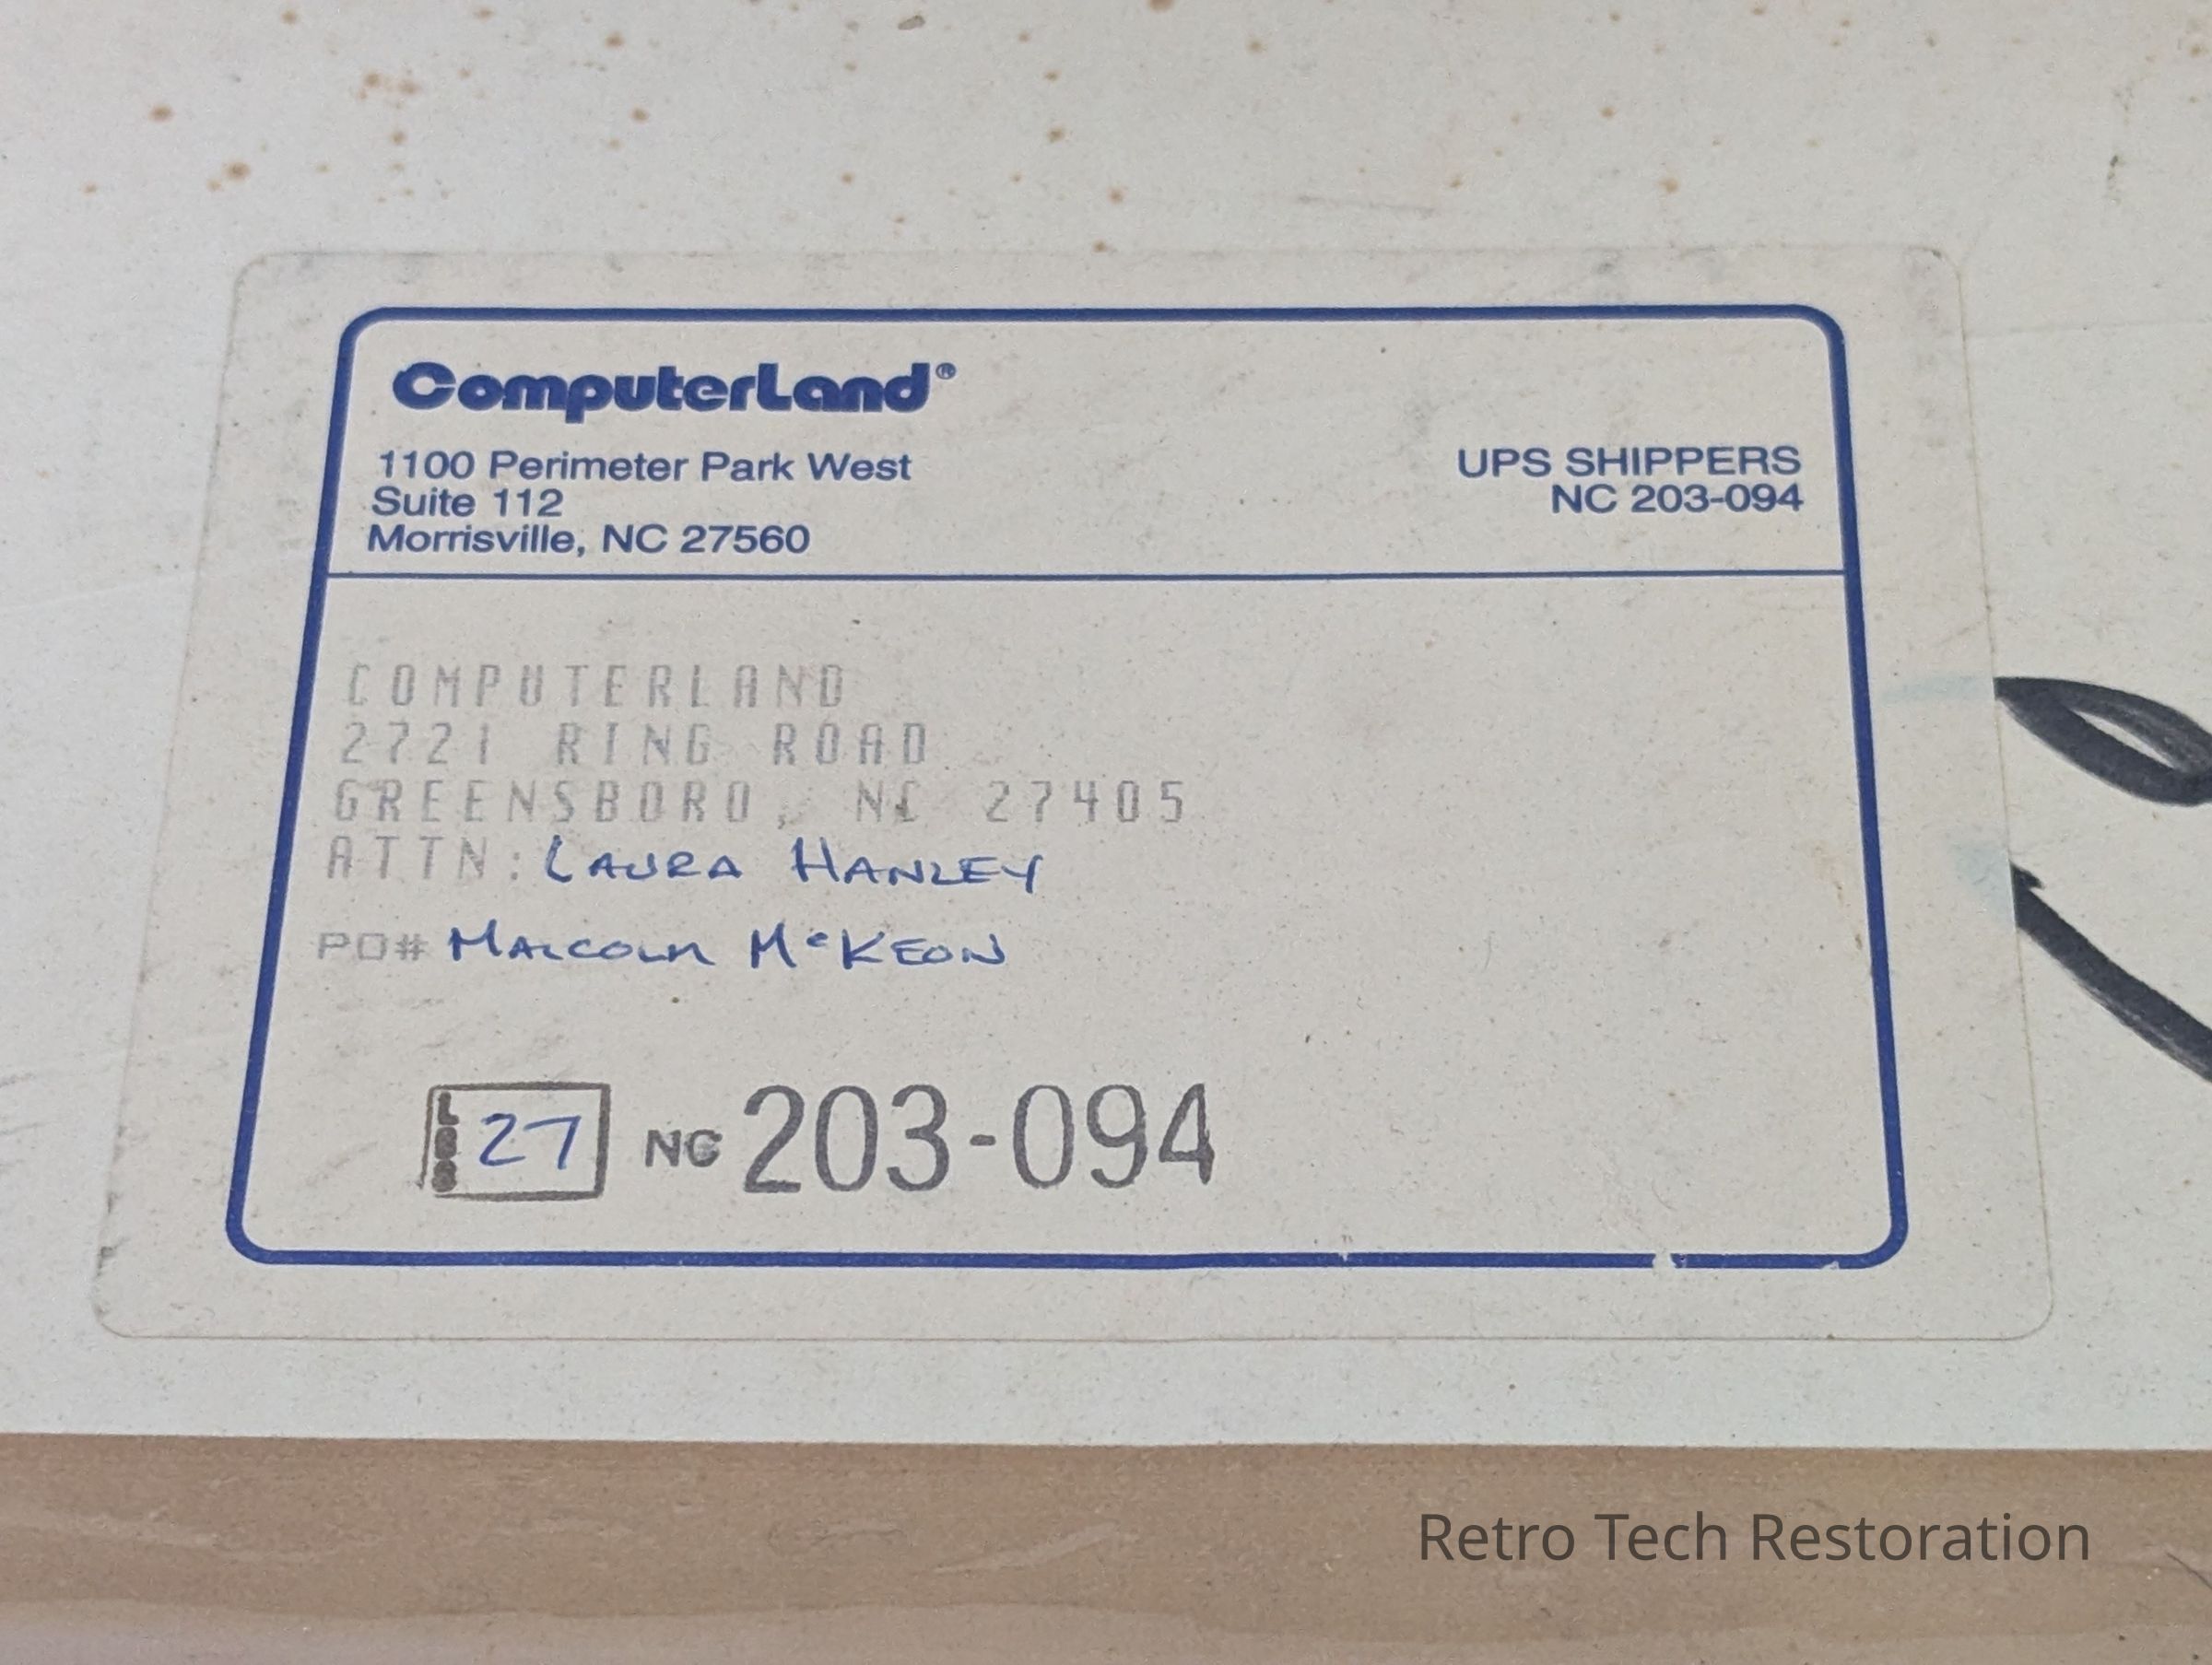 ComputerLand®
1100 Perimeter Park West
Suite 112
Morrisville, NC 27560
UPS SHIPPERS
NC 203-094
COMPUTERLAND
2721 RING ROAD
GREENSBORO, NC 27405
ATTN: LAURA HANLEY
PO# MALCOLM McKEON
LBS 27 NC 203-094
Retro Tech Restoration